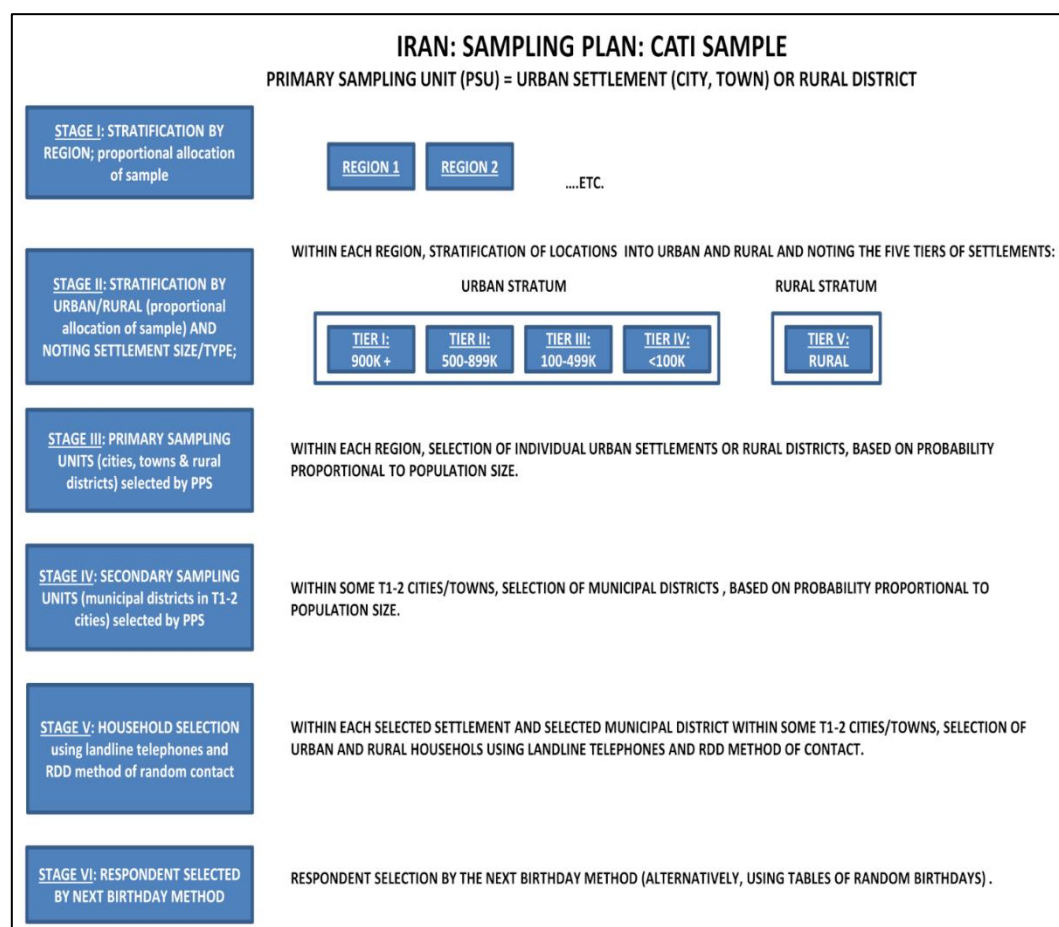 IRAN: SAMPLING PLAN: CATI SAMPLE
PRIMARY SAMPLING UNIT (PSU) = URBAN SETTLEMENT (CITY, TOWN) OR RURAL DISTRICT
STAGE I: STRATIFICATION BY
REGION; proportional allocation
of sample
REGION 1
REGION 2
....ETC.
STAGE II: STRATIFICATION BY
URBAN/RURAL (proportional
allocation of sample) AND
NOTING SETTLEMENT SIZE/TYPE;
WITHIN EACH REGION, STRATIFICATION OF LOCATIONS INTO URBAN AND RURAL AND NOTING THE FIVE TIERS OF SETTLEMENTS:
URBAN STRATUM
RURAL STRATUM
TIER I:
900K +
TIER II:
500-899K
TIER III:
100-499K
TIER IV:
<100K
TIER V:
RURAL
STAGE III: PRIMARY SAMPLING
UNITS (cities, towns & rural
districts) selected by PPS
WITHIN EACH REGION, SELECTION OF INDIVIDUAL URBAN SETTLEMENTS OR RURAL DISTRICTS, BASED ON PROBABILITY
PROPORTIONAL TO POPULATION SIZE.
STAGE IV: SECONDARY SAMPLING
UNITS (municipal districts in T1-2
cities) selected by PPS
WITHIN SOME T1-2 CITIES/TOWNS, SELECTION OF MUNICIPAL DISTRICTS , BASED ON PROBABILITY PROPORTIONAL TO
POPULATION SIZE.
STAGE V: HOUSEHOLD SELECTION
using landline telephones and
RDD method of random contact
WITHIN EACH SELECTED SETTLEMENT AND SELECTED MUNICIPAL DISTRICT WITHIN SOME T1-2 CITIES/TOWNS, SELECTION OF
URBAN AND RURAL HOUSEHOLS USING LANDLINE TELEPHONES AND RDD METHOD OF CONTACT.
STAGE VI: RESPONDENT SELECTED
BY NEXT BIRTHDAY METHOD
RESPONDENT SELECTION BY THE NEXT BIRTHDAY METHOD (ALTERNATIVELY, USING TABLES OF RANDOM BIRTHDAYS) .